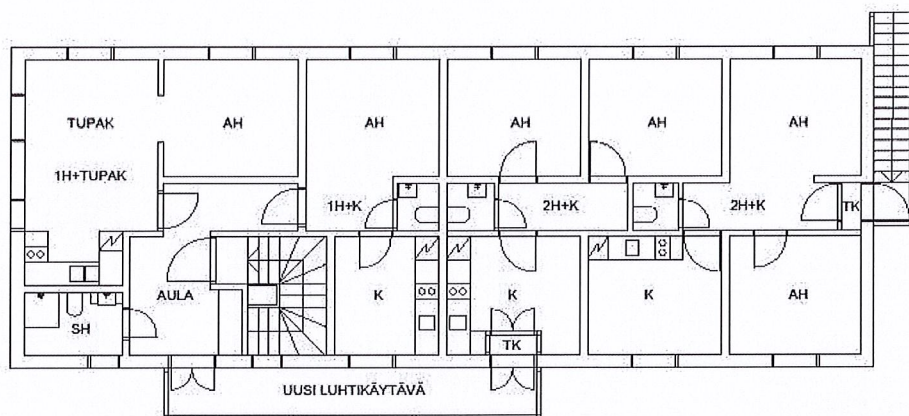 TUPAK
AH
AH
AH
AH
AH
1H+TUPAK
1H+K
2H+K
2H+K
TK
AULA
K
K
K
AH
SH
TK
UUSI LUHTIKÄYTÄVÄ